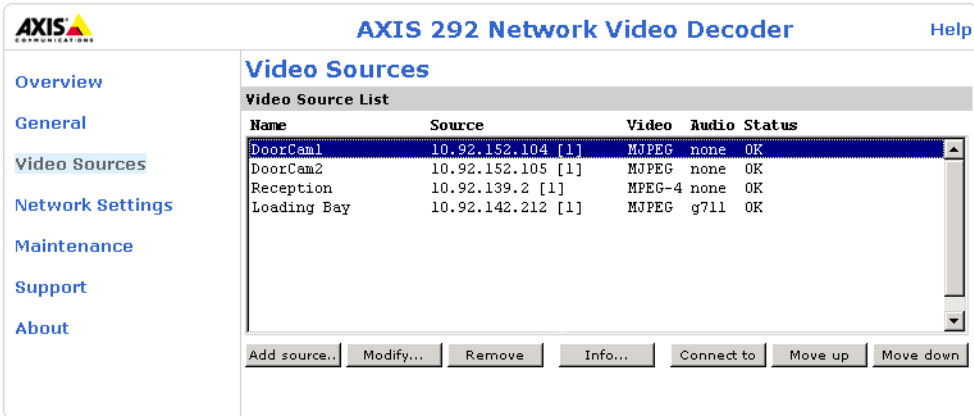 AXIS COMMUNICATIONS
AXIS 292 Network Video Decoder
Help
Overview
General
Video Sources
Network Settings
Maintenance
Support
About
Video Sources
Video Source List
Name Source Video Audio Status
DoorCam1 10.92.152.104 [1] MJPEG none OK
DoorCam2 10.92.152.105 [1] MJPEG none OK
Reception 10.92.139.2 [1] MPEG-4 none OK
Loading Bay 10.92.142.212 [1] MJPEG g711 OK
Add source.. Modify... Remove Info... Connect to Move up Move down